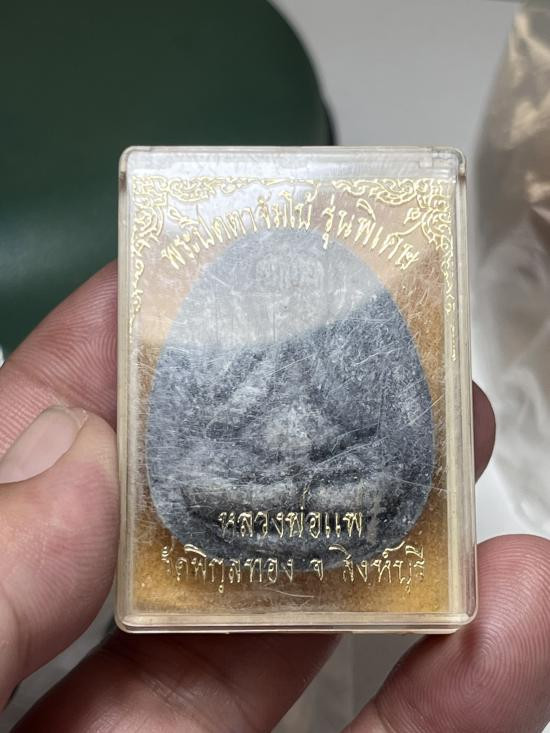 พระปิดตาจัมโบ้ รุ่นพิเศษ
หลวงพ่อแพ
วัดพิกุลทอง จ สิงห์บุรี